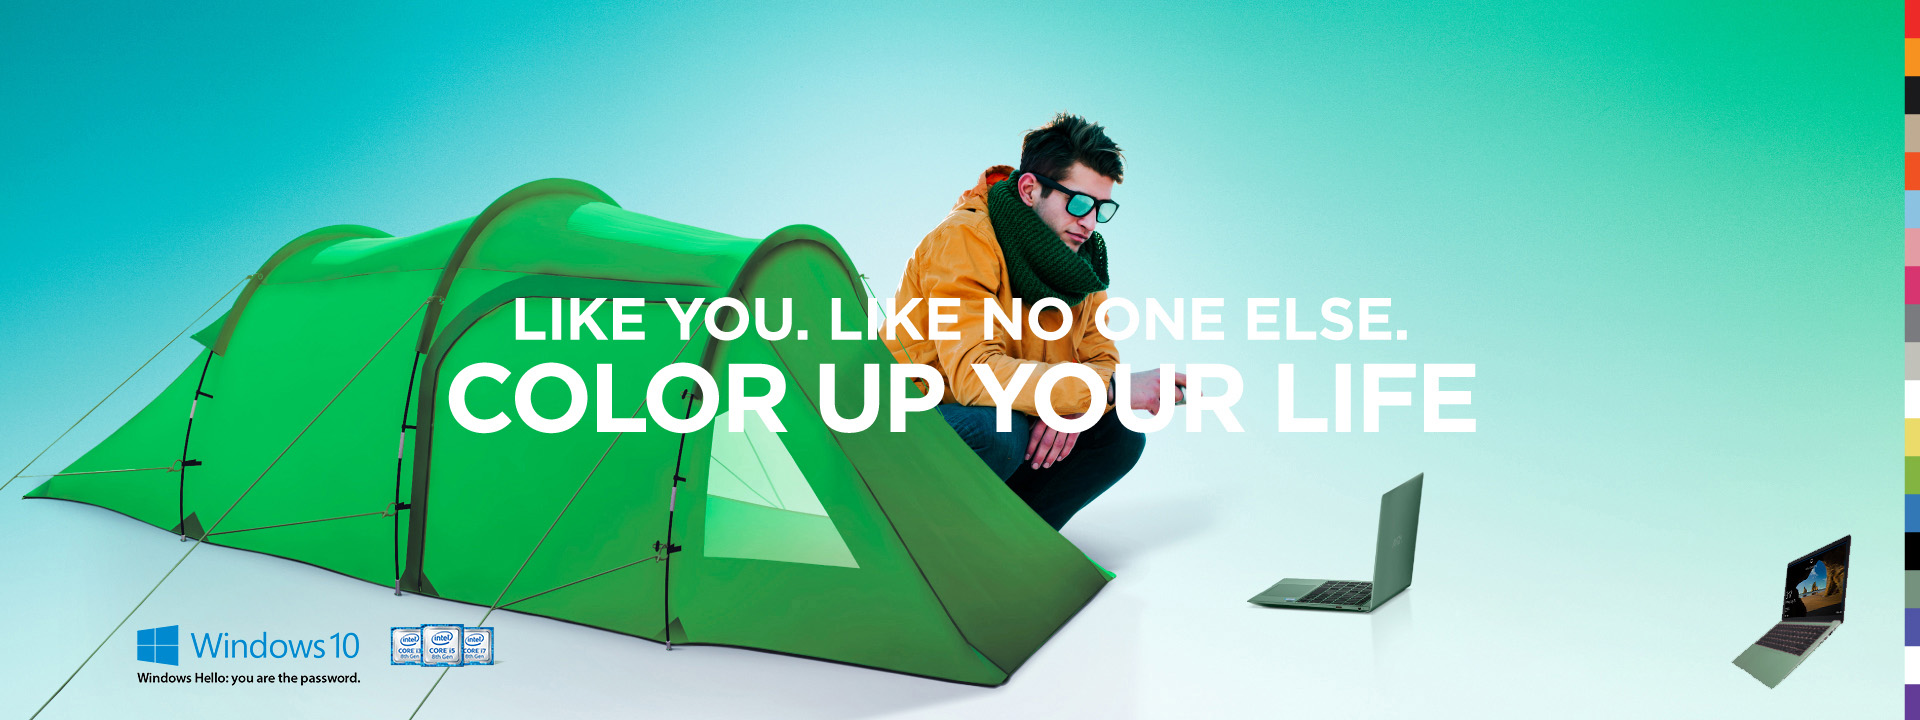 LIKE YOU. LIKE NO ONE ELSE.
COLOR UP YOUR LIFE
Windows 10
Windows Hello: you are the password.
intel CORE i3 8th Gen
intel CORE i5 8th Gen
intel CORE i7 8th Gen